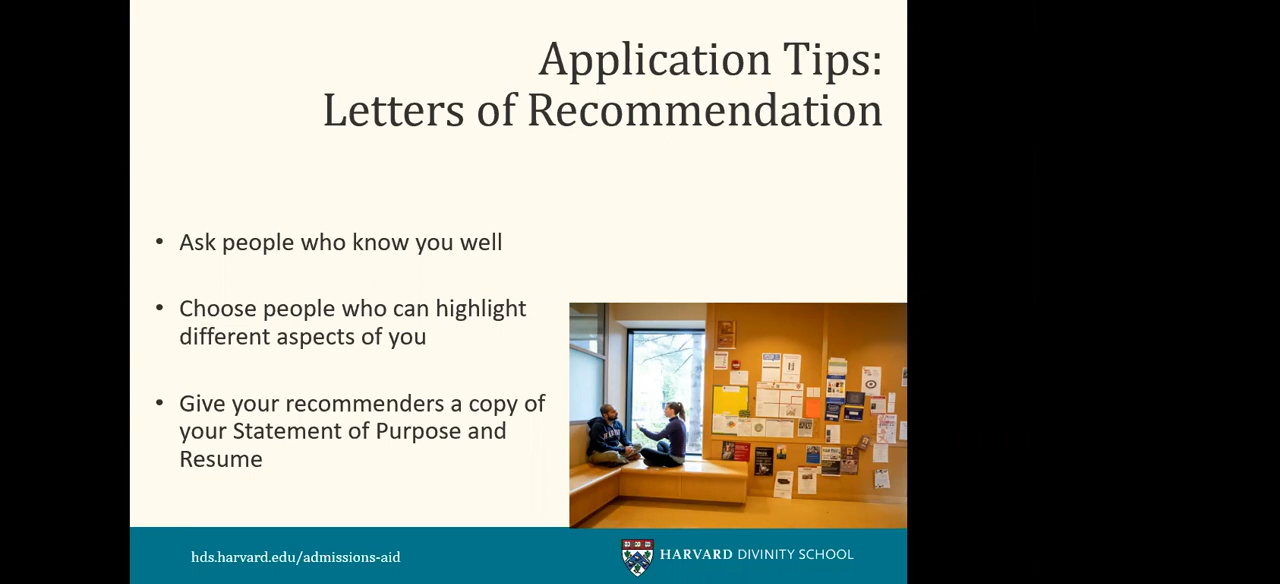 Application Tips:
Letters of Recommendation
• Ask people who know you well
• Choose people who can highlight
different aspects of you
• Give your recommenders a copy of
your Statement of Purpose and
Resume
hds.harvard.edu/admissions-aid
HARVARD DIVINITY SCHOOL